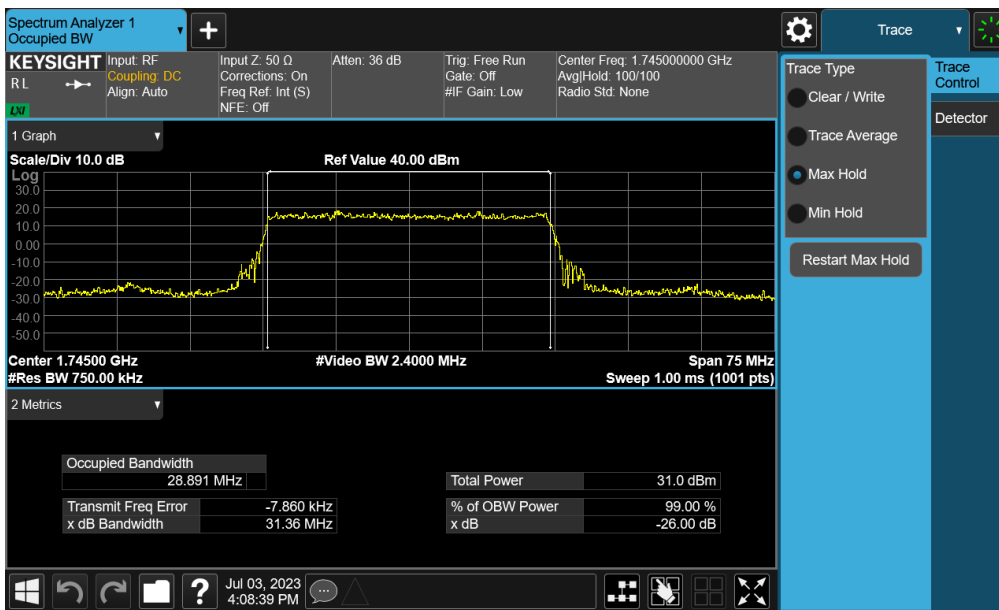 Spectrum Analyzer 1
Occupied BW
+
Trace
KEYSIGHT
RL
LXI
Input: RF
Coupling: DC
Align: Auto
Input Z: 50 Ω
Corrections: On
Freq Ref: Int (S)
NFE: Off
Atten: 36 dB
Trig: Free Run
Gate: Off
#IF Gain: Low
Center Freq: 1.745000000 GHz
Avg|Hold: 100/100
Radio Std: None
Trace Type
Clear / Write
Trace Average
Max Hold
Min Hold
Restart Max Hold
Trace
Control
Detector
1 Graph
Scale/Div 10.0 dB
Ref Value 40.00 dBm
Log
30.0
20.0
10.0
0.00
-10.0
-20.0
-30.0
-40.0
-50.0
Center 1.74500 GHz
#Video BW 2.4000 MHz
Span 75 MHz
#Res BW 750.00 kHz
Sweep 1.00 ms (1001 pts)
2 Metrics
Occupied Bandwidth
28.891 MHz
Total Power 31.0 dBm
Transmit Freq Error -7.860 kHz
% of OBW Power 99.00 %
x dB Bandwidth 31.36 MHz
x dB -26.00 dB
?
Jul 03, 2023
4:08:39 PM